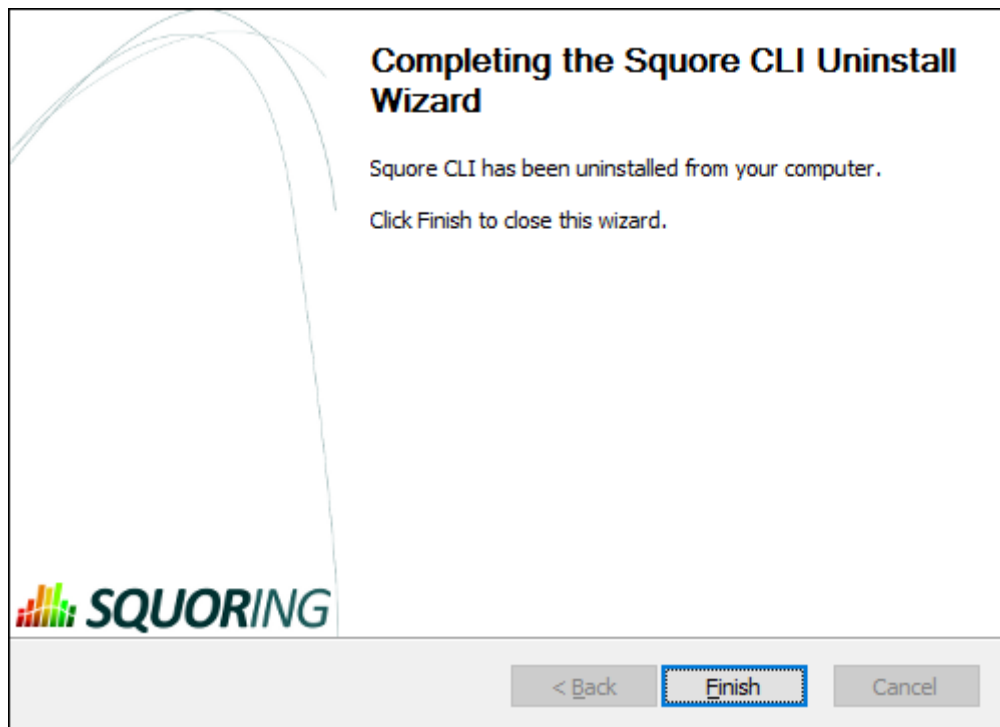 Completing the Squore CLI Uninstall
Wizard
Squore CLI has been uninstalled from your computer.
Click Finish to close this wizard.
SQUORING
< Back Finish Cancel